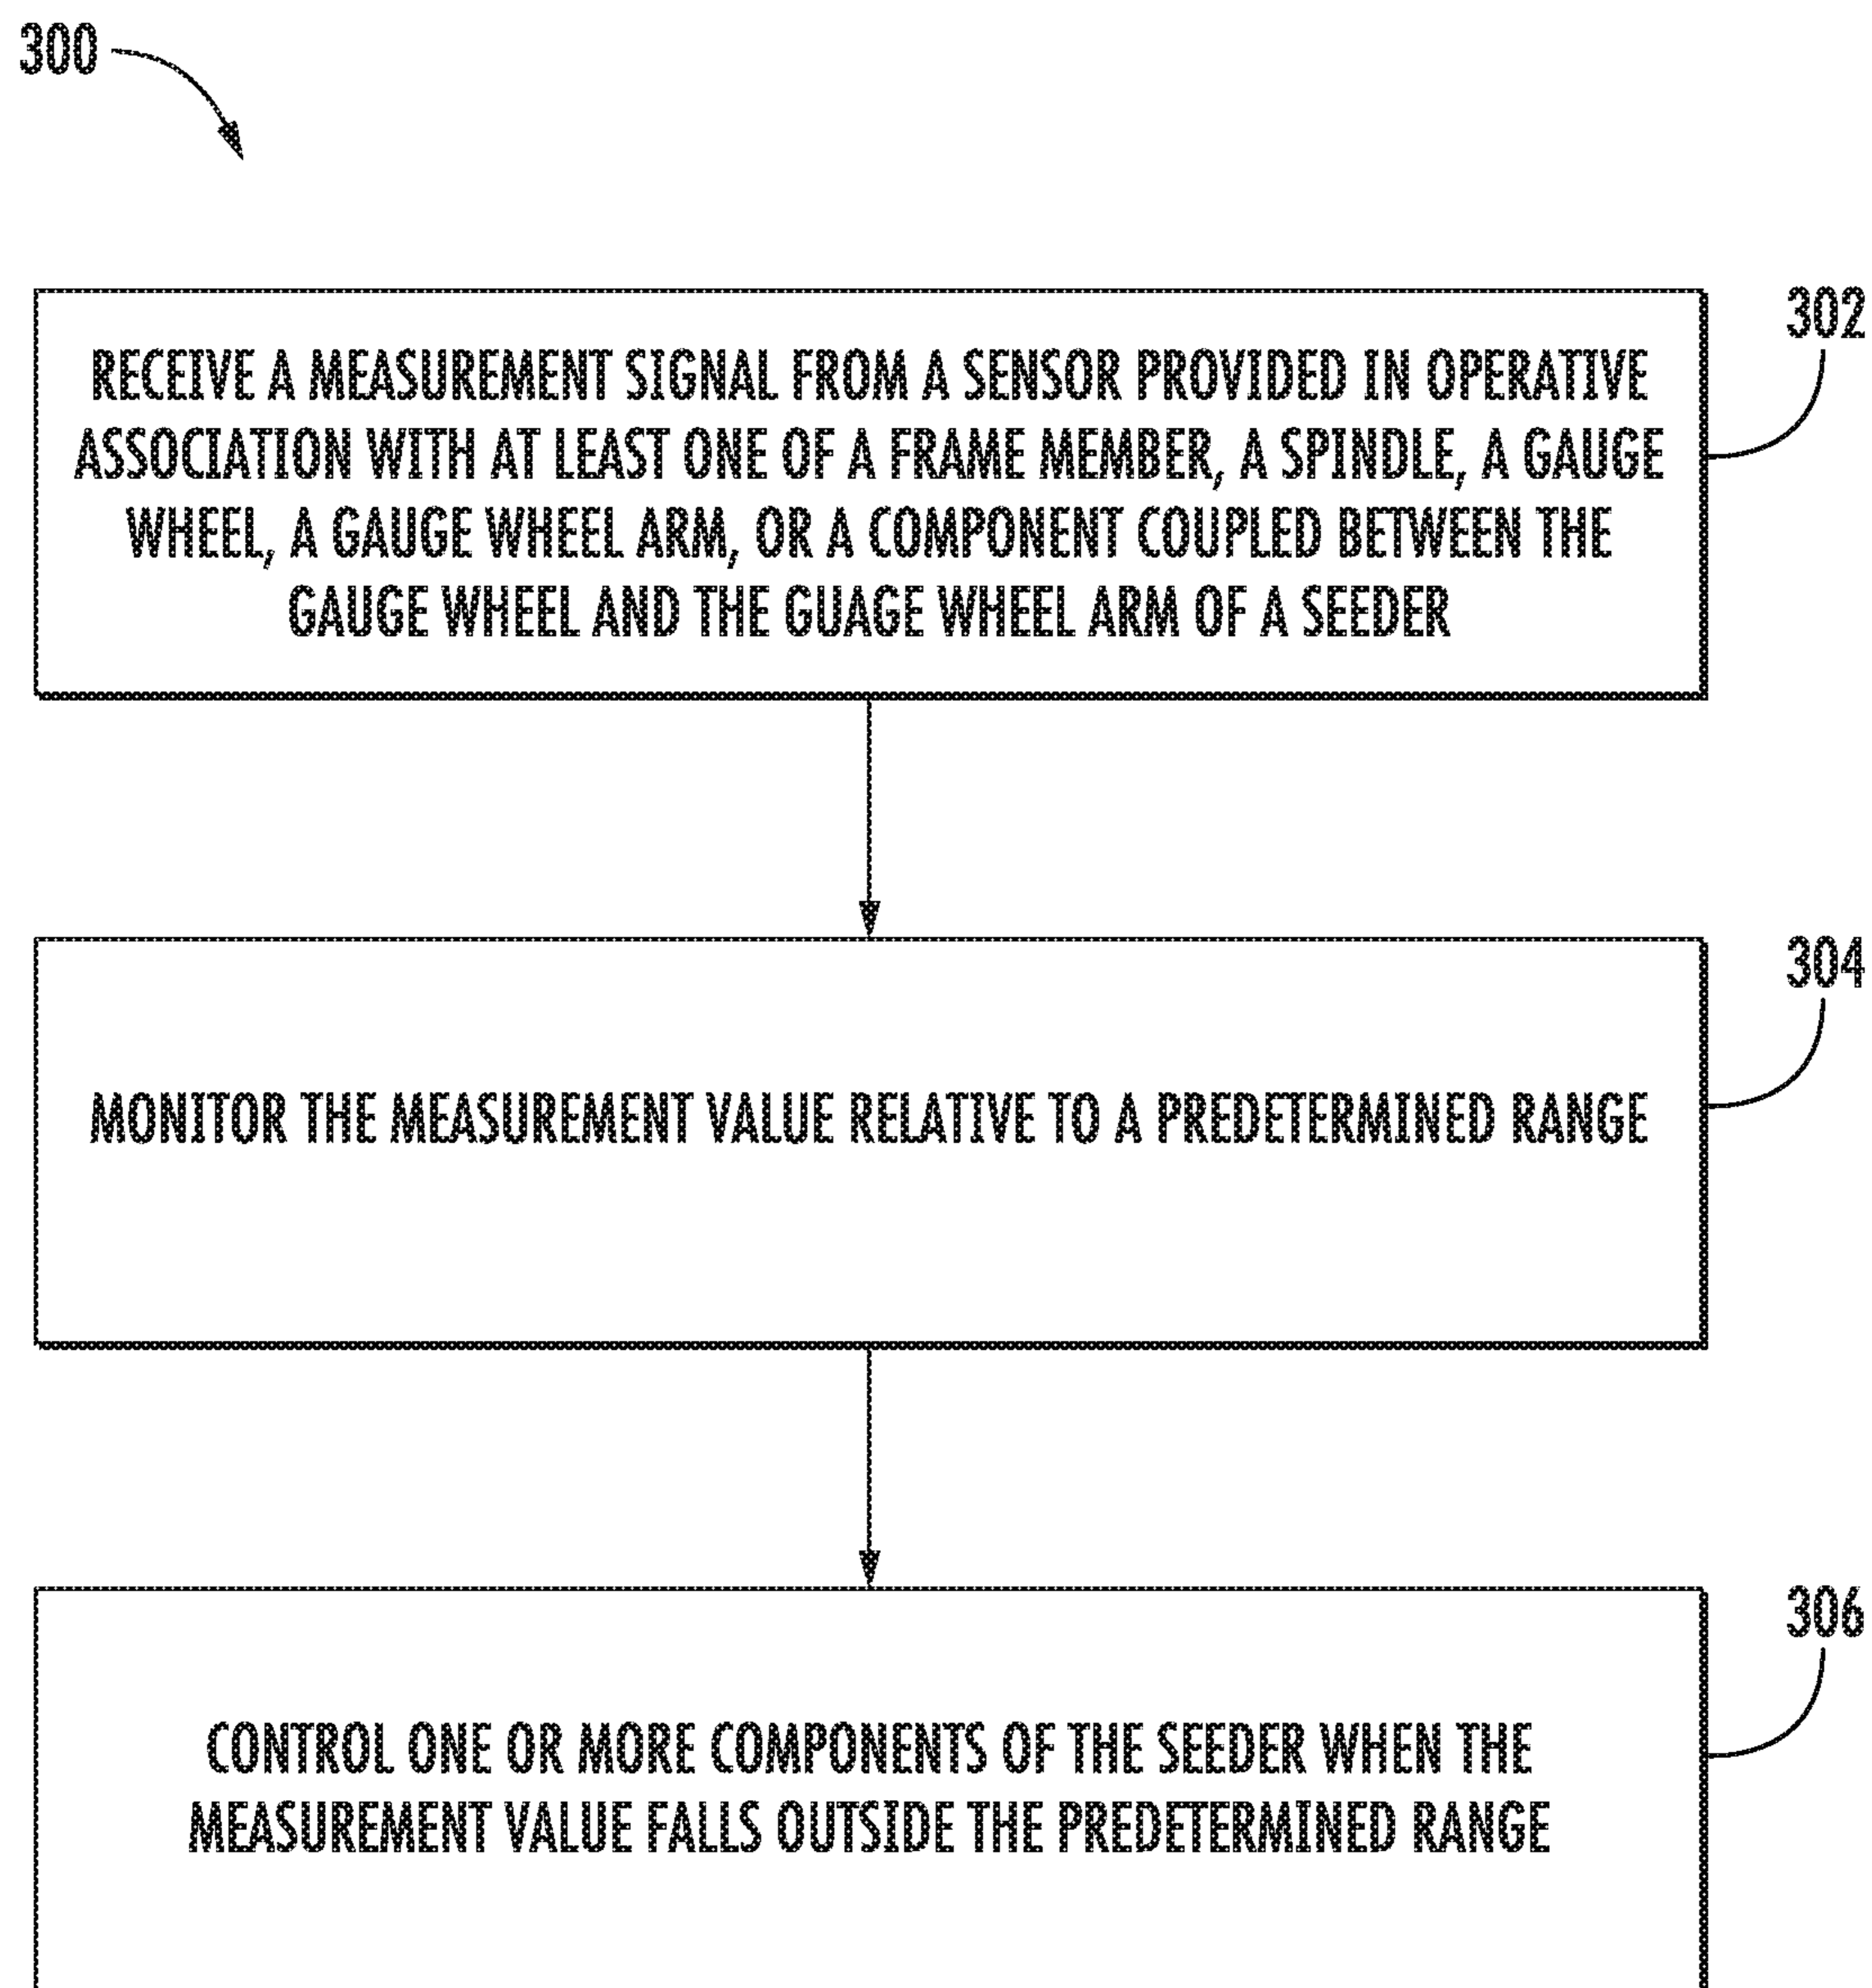 300
302
RECEIVE A MEASUREMENT SIGNAL FROM A SENSOR PROVIDED IN OPERATIVE
ASSOCIATION WITH AT LEAST ONE OF A FRAME MEMBER, A SPINDLE, A GAUGE
WHEEL, A GAUGE WHEEL ARM, OR A COMPONENT COUPLED BETWEEN THE
GAUGE WHEEL AND THE GUAGE WHEEL ARM OF A SEEDER
304
MONITOR THE MEASUREMENT VALUE RELATIVE TO A PREDETERMINED RANGE
306
CONTROL ONE OR MORE COMPONENTS OF THE SEEDER WHEN THE
MEASUREMENT VALUE FALLS OUTSIDE THE PREDETERMINED RANGE